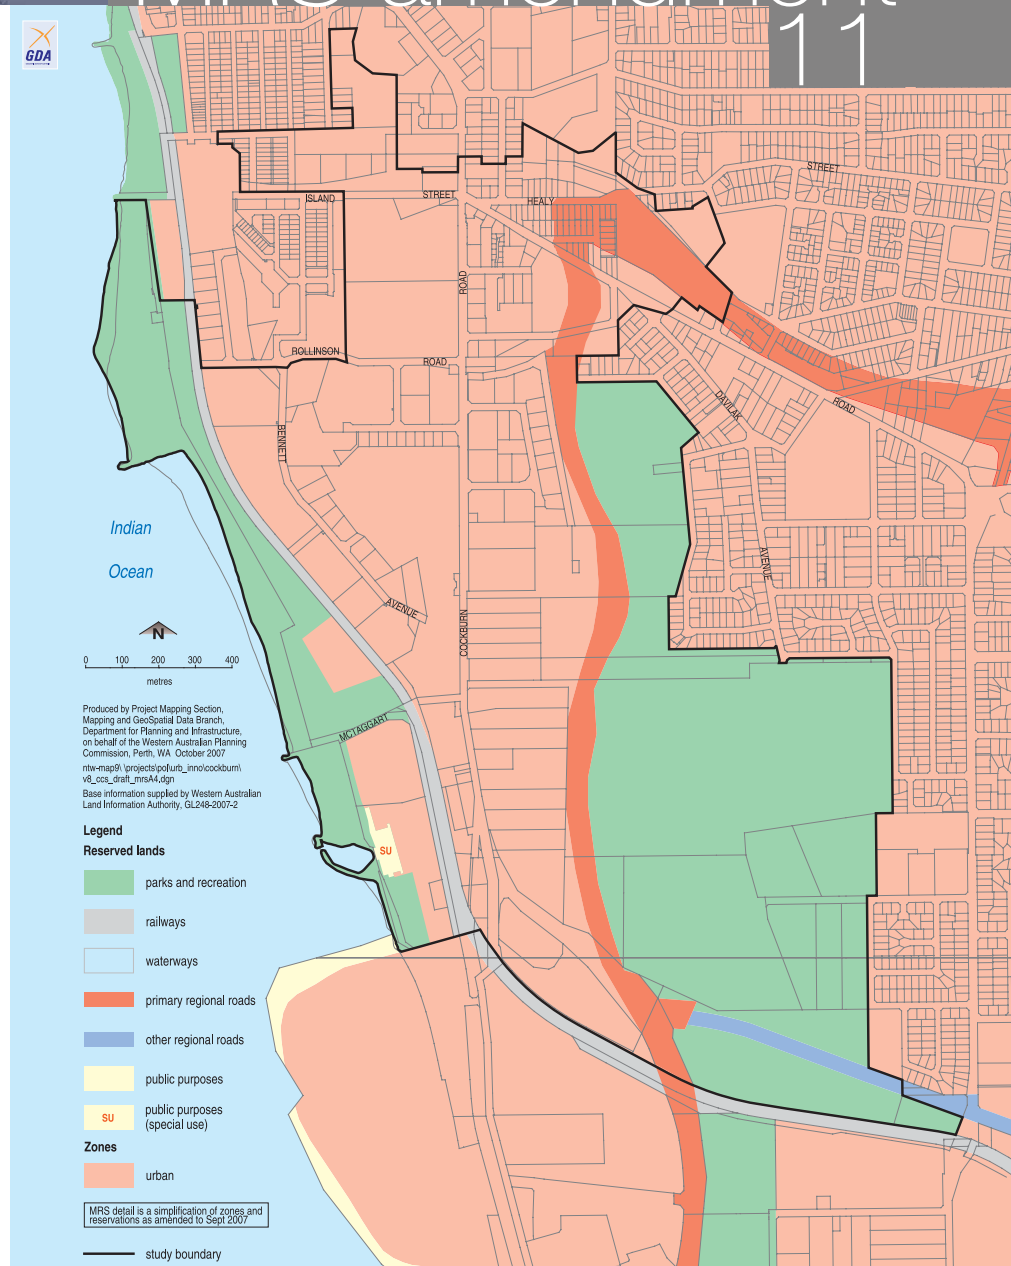 MRS amendment
11
GDA
STREET
ISLAND
STREET
HEALY
ROAD
ROLLINSON
ROAD
DAVILAK
ROAD
BENNETT
Indian
Ocean
AVENUE
AVENUE
COCKBURN
N
0 100 200 300 400
metres
MCTAGGART
Produced by Project Mapping Section,
Mapping and GeoSpatial Data Branch,
Department for Planning and Infrastructure,
on behalf of the Western Australian Planning
Commission, Perth, WA October 2007
ntw-map9\ \projects\pol\urb_inno\cockburn\
v8_ccs_draft_mrsA4.dgn
Base information supplied by Western Australian
Land Information Authority, GL248-2007-2
Legend
Reserved lands
SU
parks and recreation
railways
waterways
primary regional roads
other regional roads
public purposes
SU public purposes
(special use)
Zones
urban
MRS detail is a simplification of zones and
reservations as amended to Sept 2007
study boundary